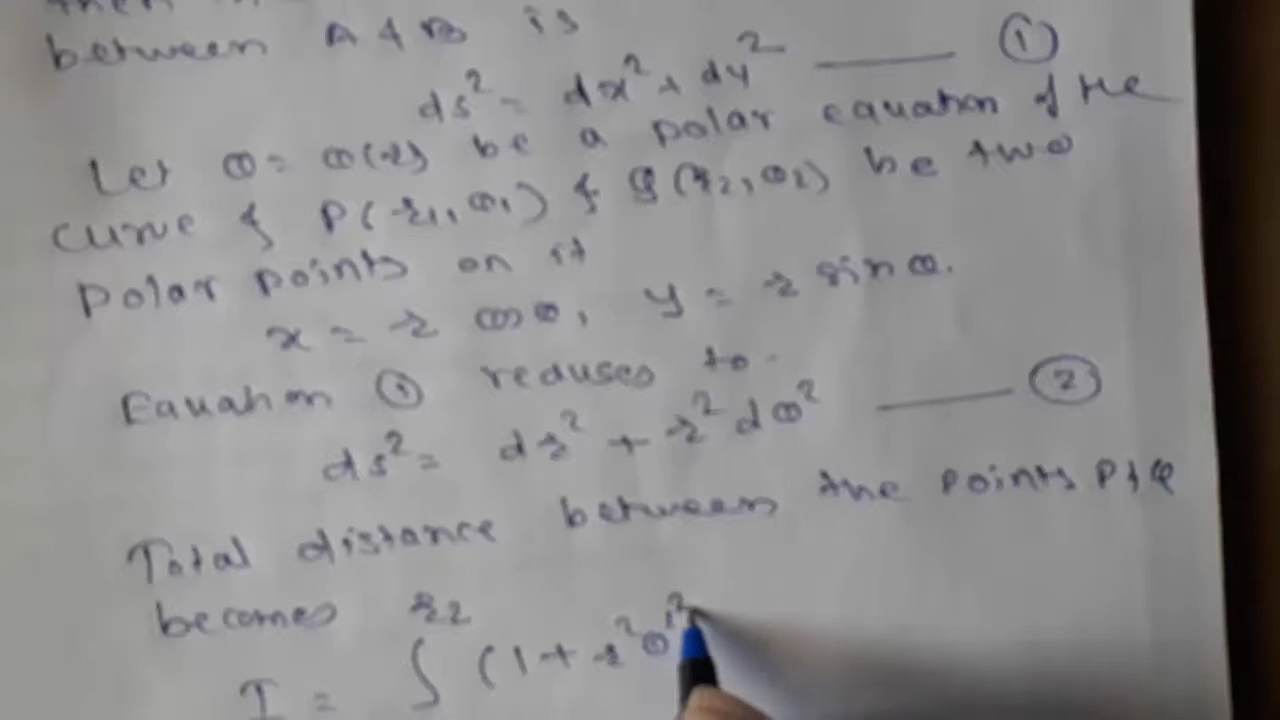 between A & B is
ds² = dx² + dy² ——— ①
Let θ = θ(r) be a polar equation of the
curve & P(r₁, θ₁) & Q(r₂, θ₂) be two
polar points on it
x = r cos θ, y = r sin θ.
Equation ① reduses to
ds² = dr² + r² dθ² ——— ②
Total distance between the points P & Q
becomes
I = ∫ r₂ (1 + r² θ'²